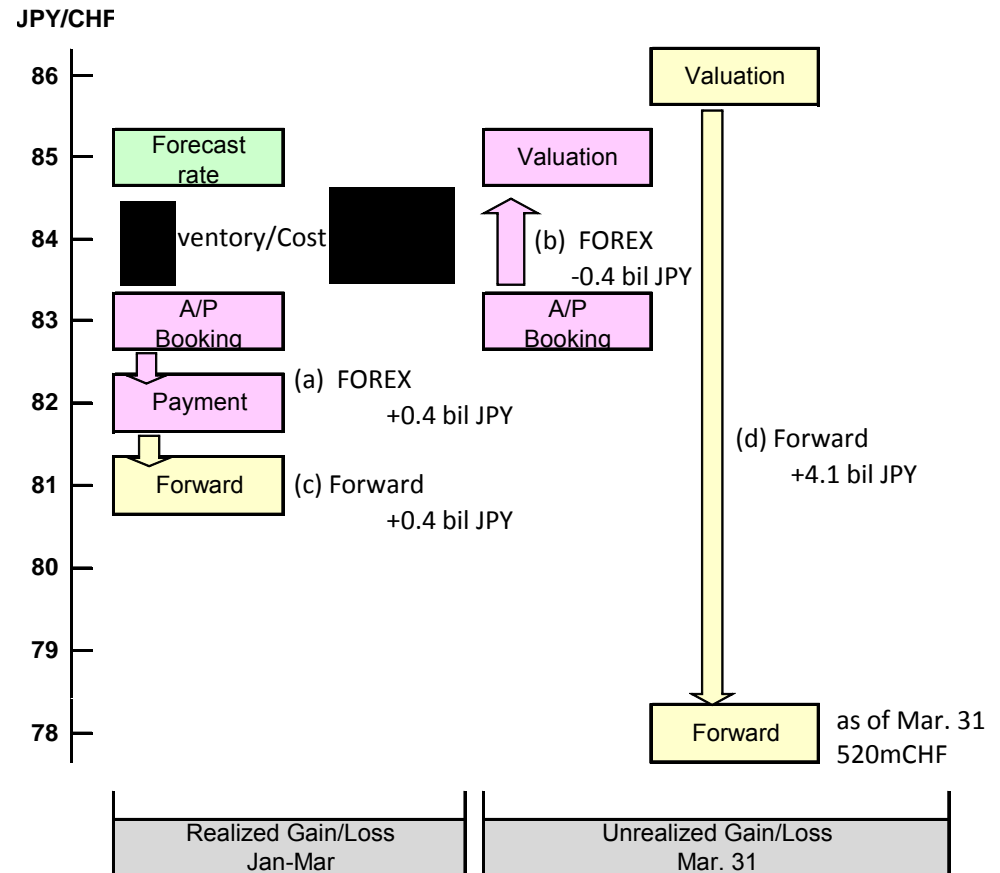 JPY/CHF
86
85
84
83
82
81
80
79
78
Forecast
rate
ventory/Cost
A/P
Booking
Payment
(a) FOREX
+0.4 bil JPY
Forward
(c) Forward
+0.4 bil JPY
Valuation
(b) FOREX
-0.4 bil JPY
A/P
Booking
Valuation
(d) Forward
+4.1 bil JPY
Forward
as of Mar. 31
520mCHF
Realized Gain/Loss
Jan-Mar
Unrealized Gain/Loss
Mar. 31